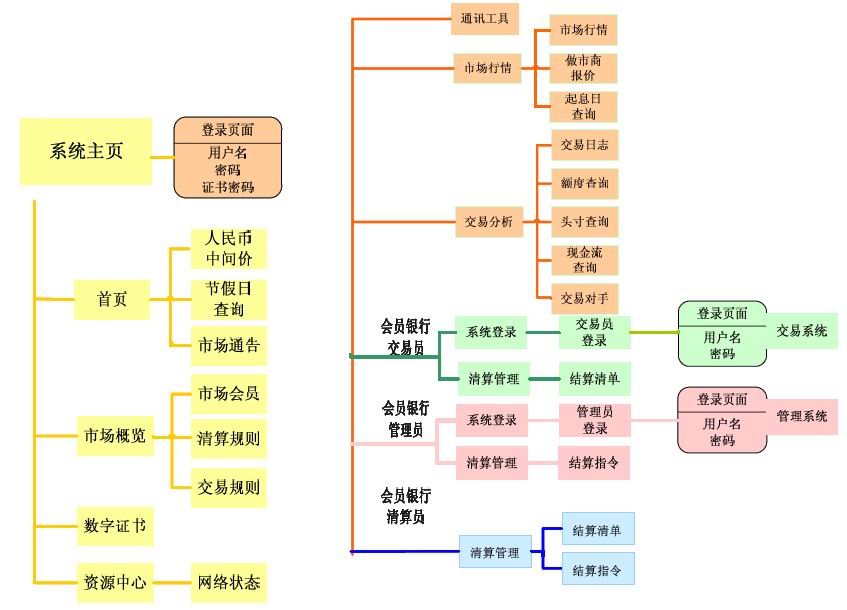 系统主页
登录页面
用户名
密码
证书密码
首页
人民币
中间价
节假日
查询
市场通告
市场概览
市场会员
清算规则
交易规则
数字证书
资源中心
网络状态
通讯工具
市场行情
市场行情
做市商
报价
起息日
查询
交易分析
交易日志
额度查询
头寸查询
现金流
查询
交易对手
会员银行
交易员
系统登录
交易员
登录
登录页面
用户名
密码
交易系统
清算管理
结算清单
会员银行
管理员
系统登录
管理员
登录
登录页面
用户名
密码
管理系统
清算管理
结算指令
会员银行
清算员
清算管理
结算清单
结算指令